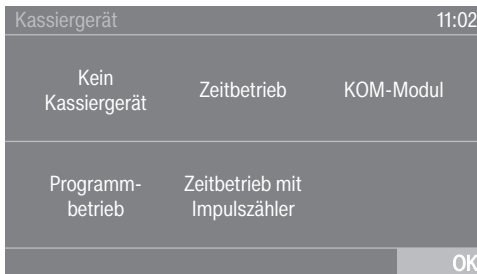 Kassiergerät 11:02
Kein
Kassiergerät
Zeitbetrieb
KOM-Modul
Programm-
betrieb
Zeitbetrieb mit
Impulszähler
OK